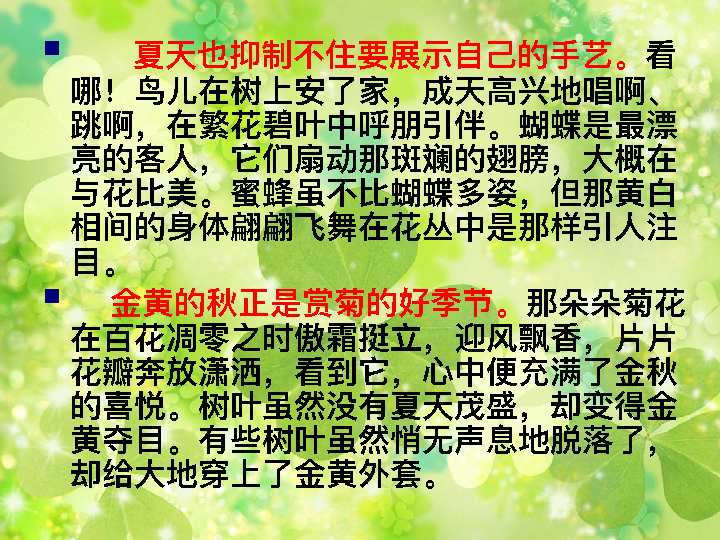 夏天也抑制不住要展示自己的手艺。看
哪！鸟儿在树上安了家，成天高兴地唱啊、
跳啊，在繁花碧叶中呼朋引伴。蝴蝶是最漂
亮的客人，它们扇动那斑斓的翅膀，大概在
与花比美。蜜蜂虽不比蝴蝶多姿，但那黄白
相间的身体翩翩飞舞在花丛中是那样引人注
目。
金黄的秋正是赏菊的好季节。那朵朵菊花
在百花凋零之时傲霜挺立，迎风飘香，片片
花瓣奔放潇洒，看到它，心中便充满了金秋
的喜悦。树叶虽然没有夏天茂盛，却变得金
黄夺目。有些树叶虽然悄无声息地脱落了，
却给大地穿上了金黄外套。